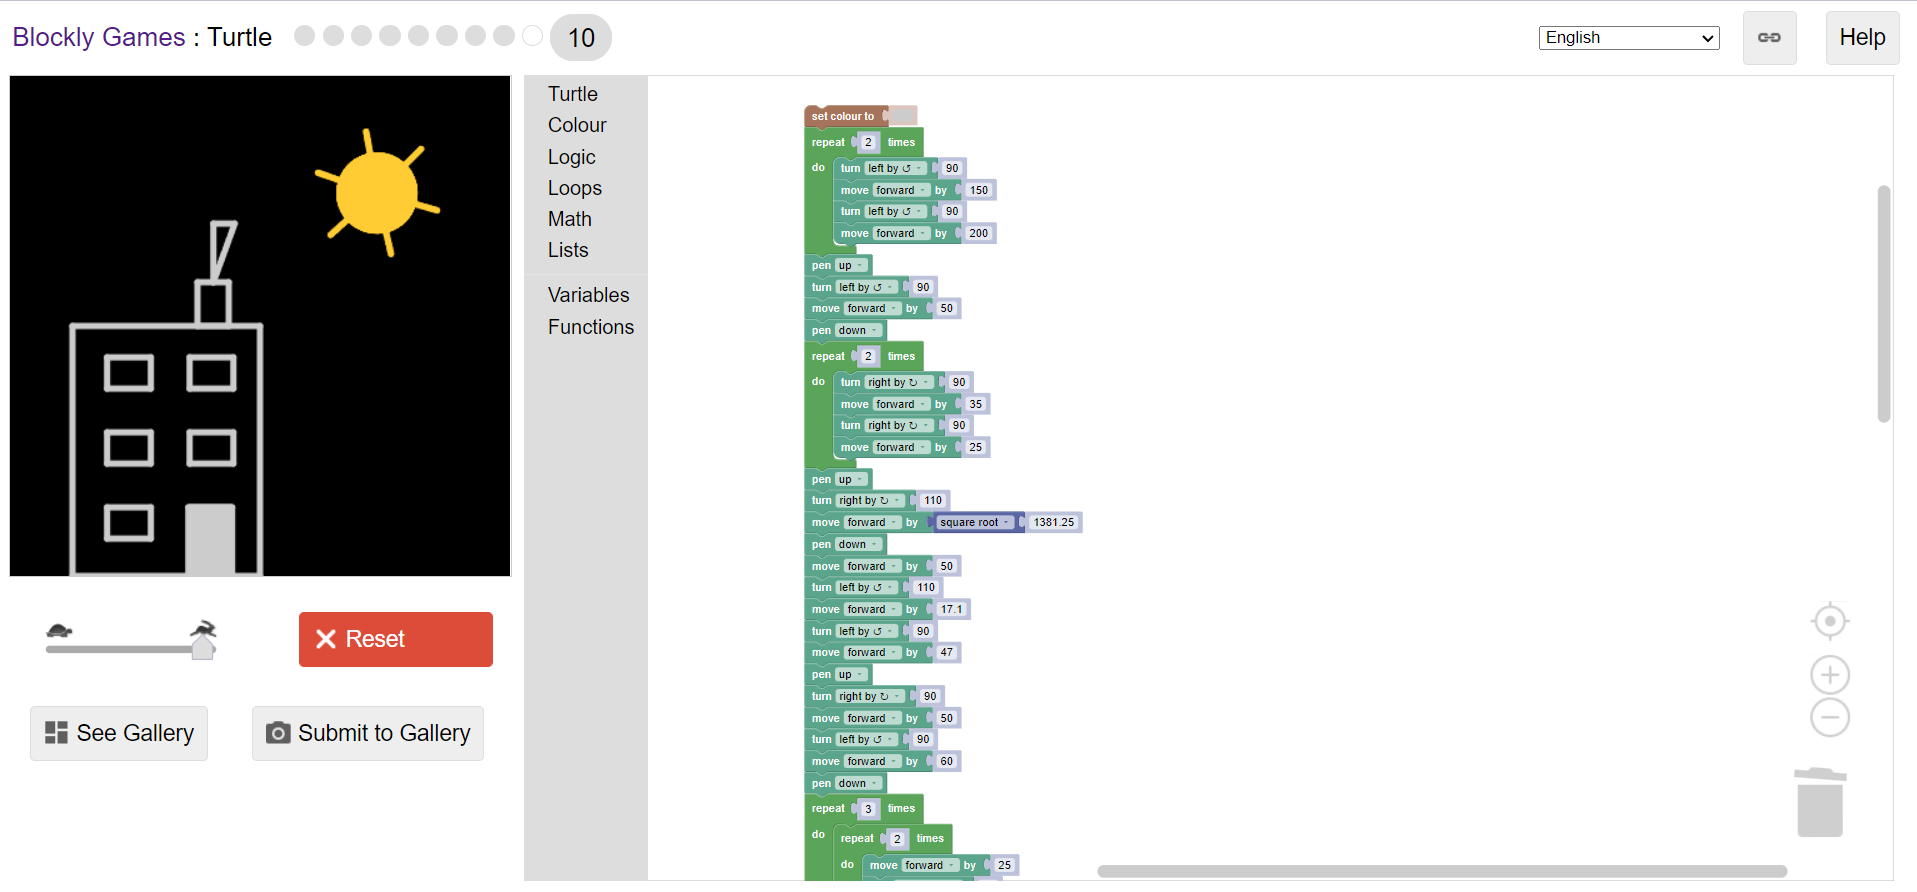 Blockly Games : Turtle
10
English
Help
Turtle
Colour
Logic
Loops
Math
Lists
Variables
Functions
Reset
See Gallery
Submit to Gallery
set colour to
repeat 2 times
do turn left by ↺ 90
move forward by 150
turn left by ↺ 90
move forward by 200
pen up
turn left by ↺ 90
move forward by 50
pen down
repeat 2 times
do turn right by ↻ 90
move forward by 35
turn right by ↻ 90
move forward by 25
pen up
turn right by ↻ 110
move forward by square root 1381.25
pen down
move forward by 50
turn left by ↺ 110
move forward by 17.1
turn left by ↺ 90
move forward by 47
pen up
turn right by ↻ 90
move forward by 50
turn left by ↺ 90
move forward by 60
pen down
repeat 3 times
do repeat 2 times
do move forward by 25